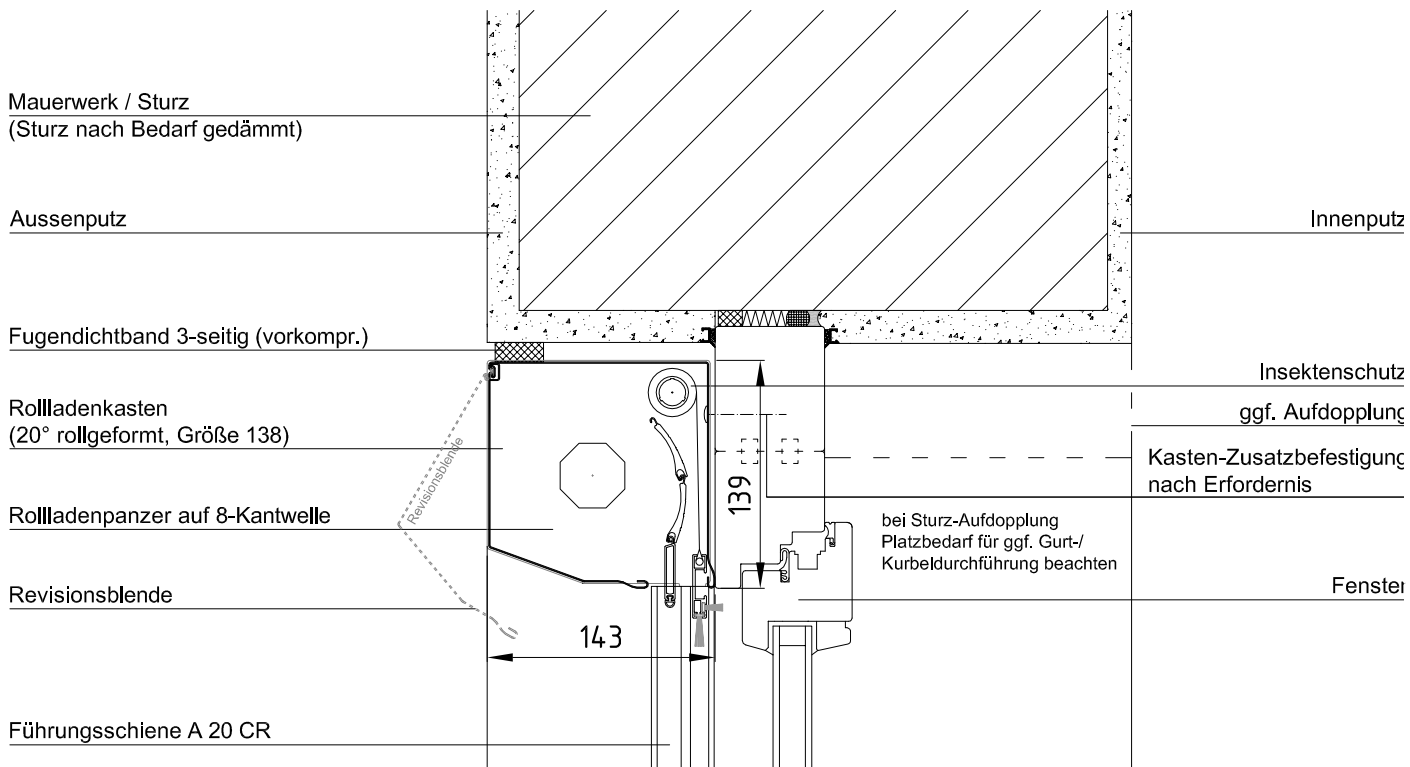 Mauerwerk / Sturz
(Sturz nach Bedarf gedämmt)
Aussenputz
Innenputz
Fugendichtband 3-seitig (vorkompr.)
Insektenschutz
Rollladenkasten
(20° rollgeformt, Größe 138)
ggf. Aufdopplung
Revisionsblende
Kasten-Zusatzbefestigung
nach Erfordernis
139
Rollladenpanzer auf 8-Kantwelle
bei Sturz-Aufdopplung
Platzbedarf für ggf. Gurt-/
Kurbeldurchführung beachten
Revisionsblende
Fenster
143
Führungsschiene A 20 CR